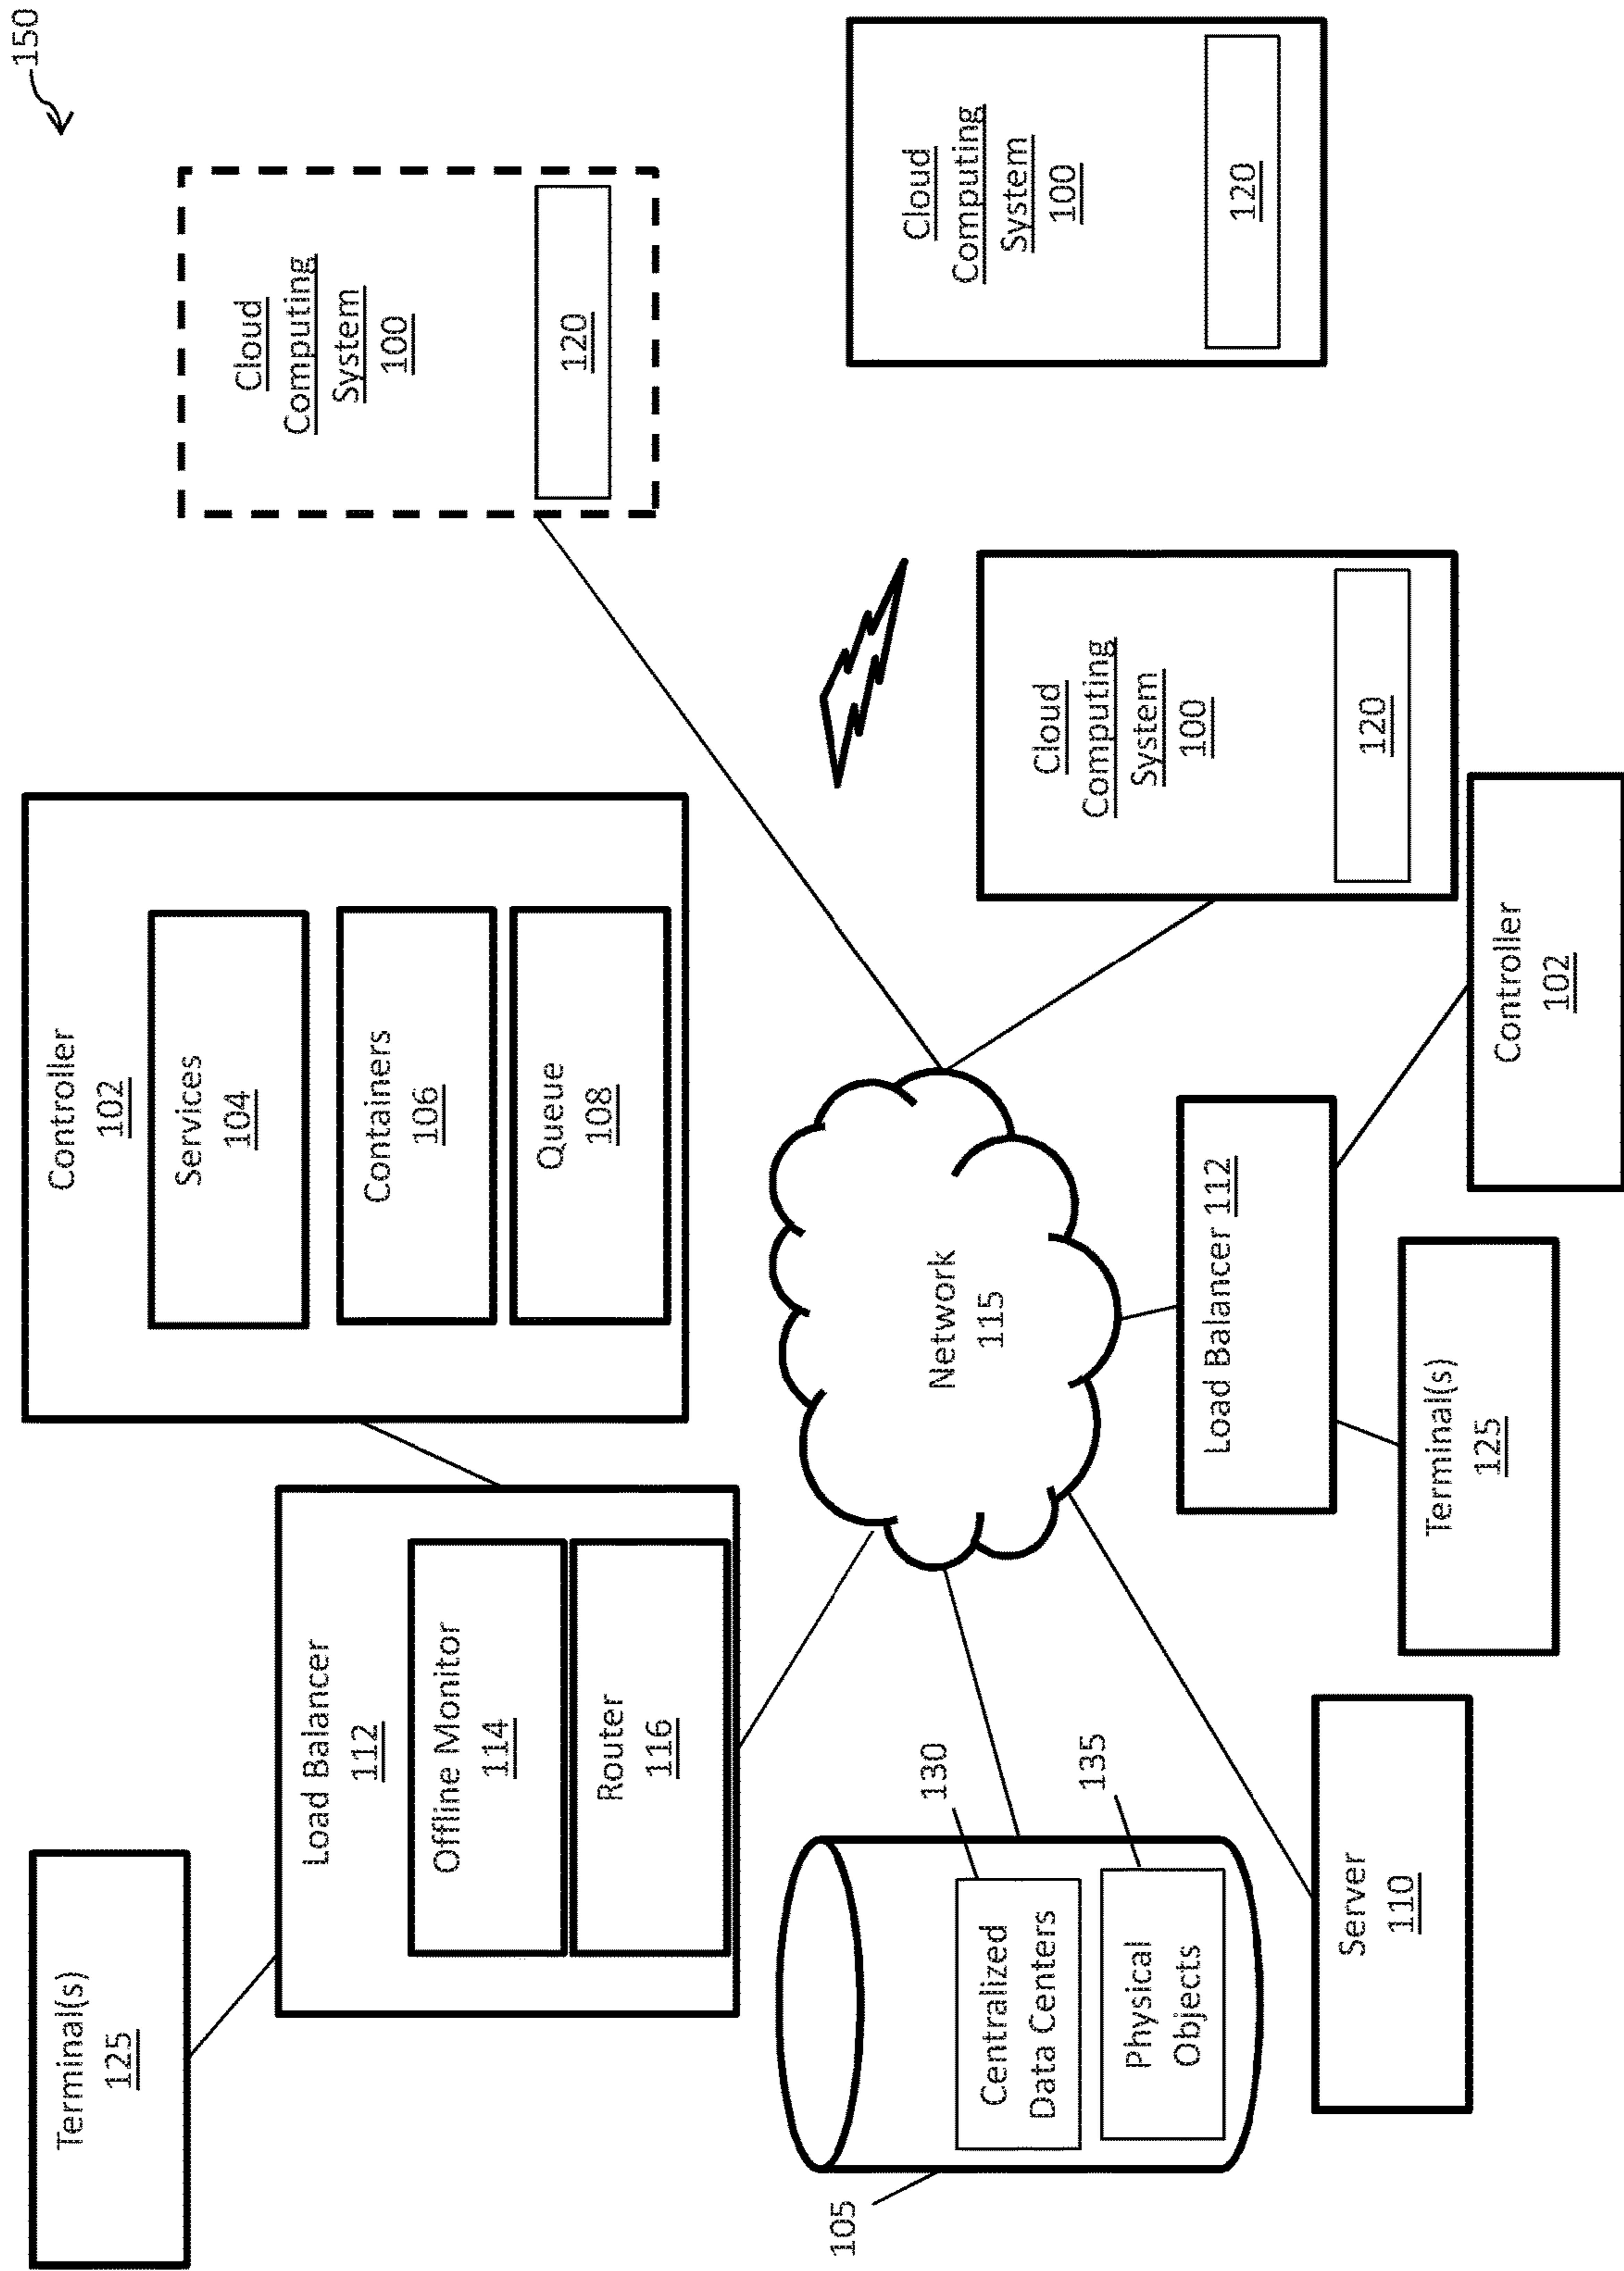 150
Terminal(s)
125
Load Balancer
112
Offline Monitor
114
Router
116
Controller
102
Services
104
Containers
106
Queue
108
Cloud
Computing
System
100
120
105
Centralized
Data Centers
130
Physical
Objects
135
Network
115
Cloud
Computing
System
100
120
Server
110
Terminal(s)
125
Load Balancer 112
Controller
102
Cloud
Computing
System
100
120